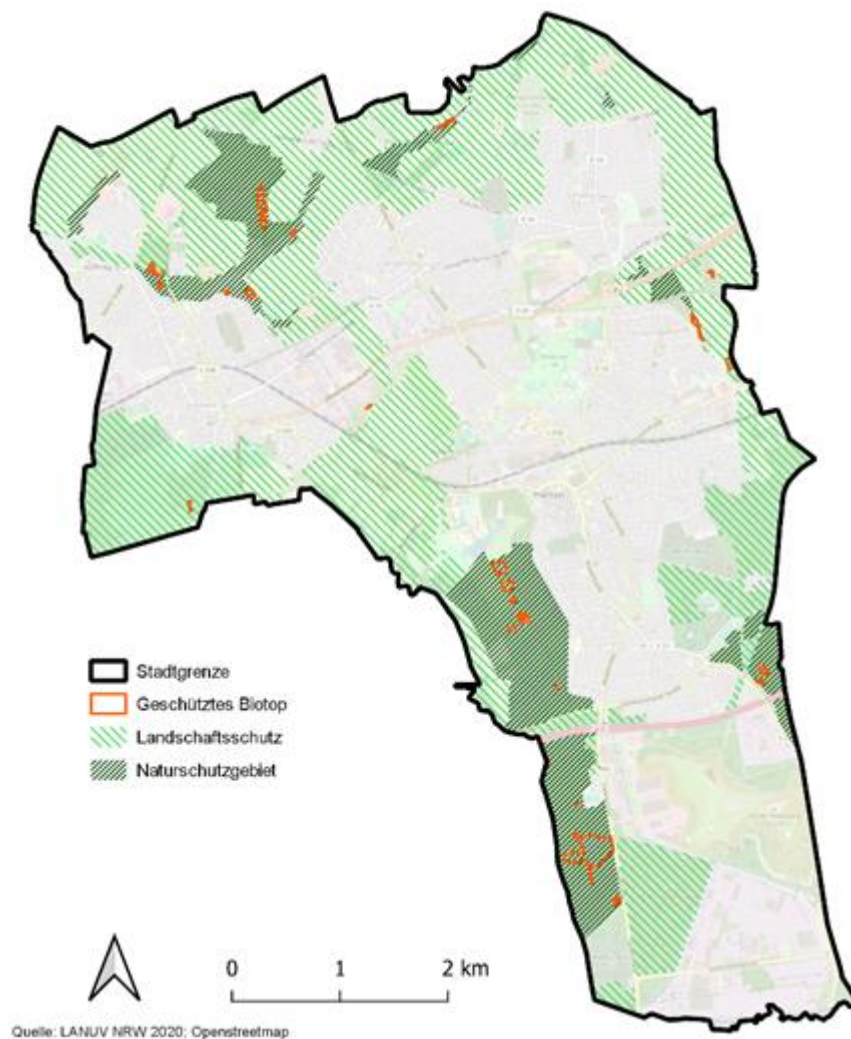 Stadtgrenze
Geschütztes Biotop
Landschaftsschutz
Naturschutzgebiet
0 1 2 km
Quelle: LANUV NRW 2020; Openstreetmap